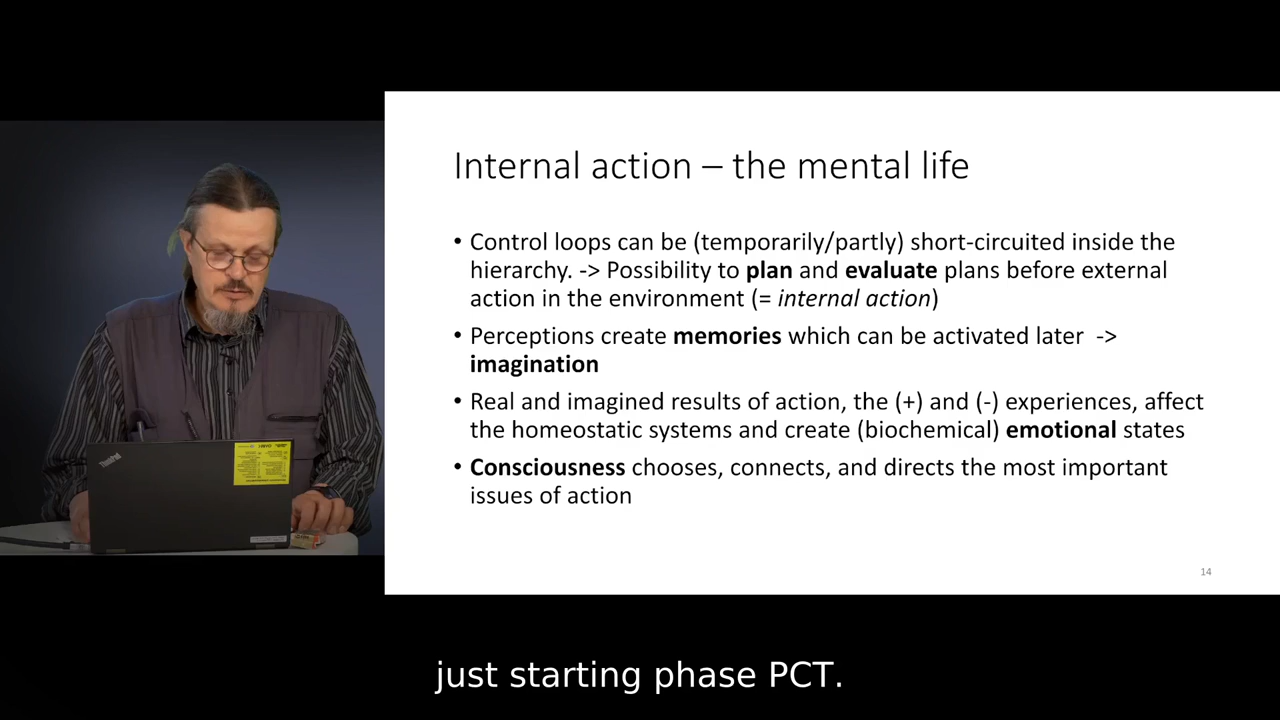 Internal action – the mental life
• Control loops can be (temporarily/partly) short-circuited inside the
hierarchy. -> Possibility to plan and evaluate plans before external
action in the environment (= internal action)
• Perceptions create memories which can be activated later  ->
imagination
• Real and imagined results of action, the (+) and (-) experiences, affect
the homeostatic systems and create (biochemical) emotional states
• Consciousness chooses, connects, and directs the most important
issues of action
14
ThinkPad
just starting phase PCT.